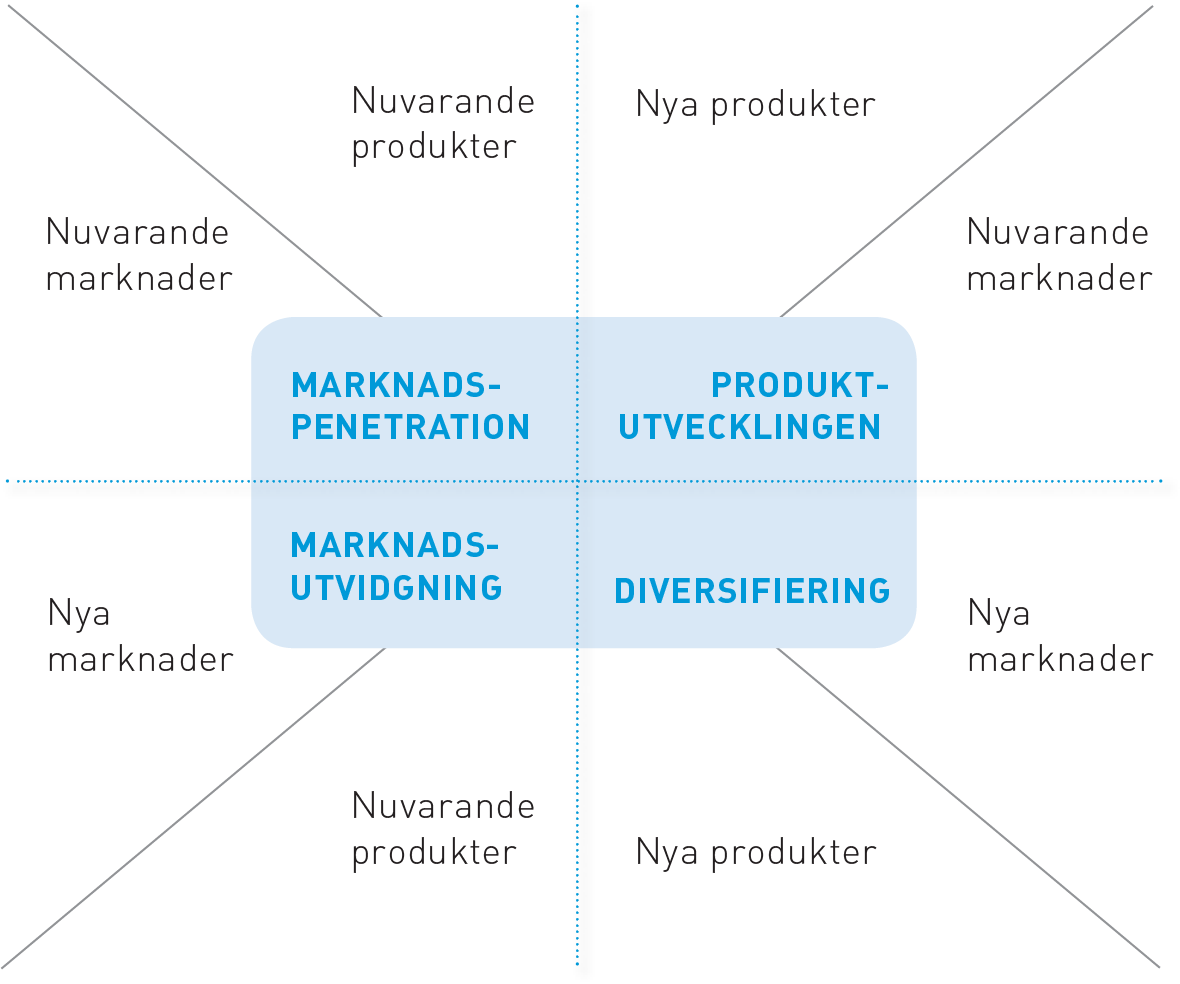 Nuvarande
produkter
Nya produkter
Nuvarande
marknader
Nuvarande
marknader
MARKNADS-
PENETRATION
PRODUKT-
UTVECKLINGEN
MARKNADS-
UTVIDGNING
DIVERSIFIERING
Nya
marknader
Nya
marknader
Nuvarande
produkter
Nya produkter